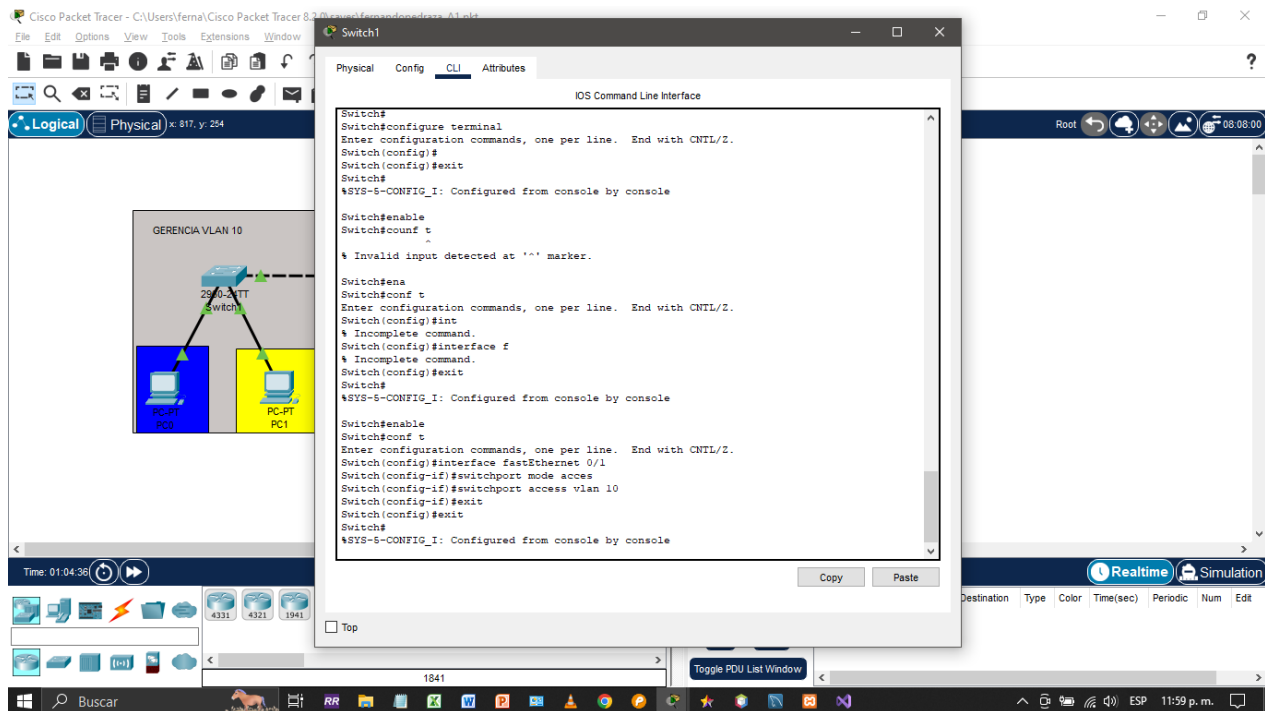 Cisco Packet Tracer - C:\Users\ferna\Cisco Packet Tracer 8.2.0\saves\fernandopedraza_A1.pkt
Switch1
File Edit Options View Tools Extensions Window
?
Physical Config CLI Attributes
IOS Command Line Interface
Logical Physical x: 817, y: 254
Root 08:08:00
Switch#
Switch#configure terminal
Enter configuration commands, one per line. End with CNTL/Z.
Switch(config)#
Switch(config)#exit
Switch#
%SYS-5-CONFIG_I: Configured from console by console
Switch#enable
Switch#counf t
^
% Invalid input detected at '^' marker.
Switch#ena
Switch#conf t
Enter configuration commands, one per line. End with CNTL/Z.
Switch(config)#int
% Incomplete command.
Switch(config)#interface f
% Incomplete command.
Switch(config)#exit
Switch#
%SYS-5-CONFIG_I: Configured from console by console
Switch#enable
Switch#conf t
Enter configuration commands, one per line. End with CNTL/Z.
Switch(config)#interface fastEthernet 0/1
Switch(config-if)#switchport mode acces
Switch(config-if)#switchport access vlan 10
Switch(config-if)#exit
Switch(config)#exit
Switch#
%SYS-5-CONFIG_I: Configured from console by console
GERENCIA VLAN 10
2960-24TT
Switch1
PC-PT
PC0
PC-PT
PC1
Copy Paste
Top
Time: 01:04:36
Realtime Simulation
4331 4321 1941
Destination Type Color Time(sec) Periodic Num Edit
Toggle PDU List Window
1841
Buscar
RR
ESP 11:59 p. m.